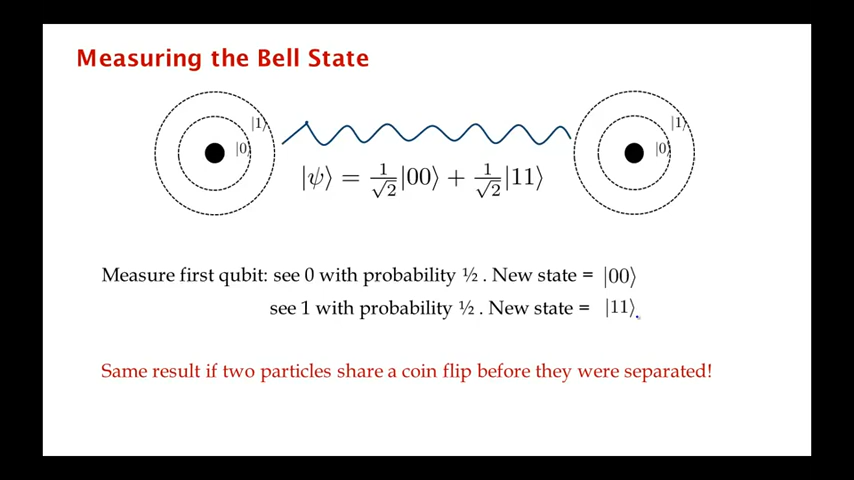 Measuring the Bell State
|1⟩
|0⟩
|1⟩
|0⟩
|ψ⟩ = 1/√2 |00⟩ + 1/√2 |11⟩
Measure first qubit: see 0 with probability ½ . New state = |00⟩
see 1 with probability ½ . New state = |11⟩
Same result if two particles share a coin flip before they were separated!